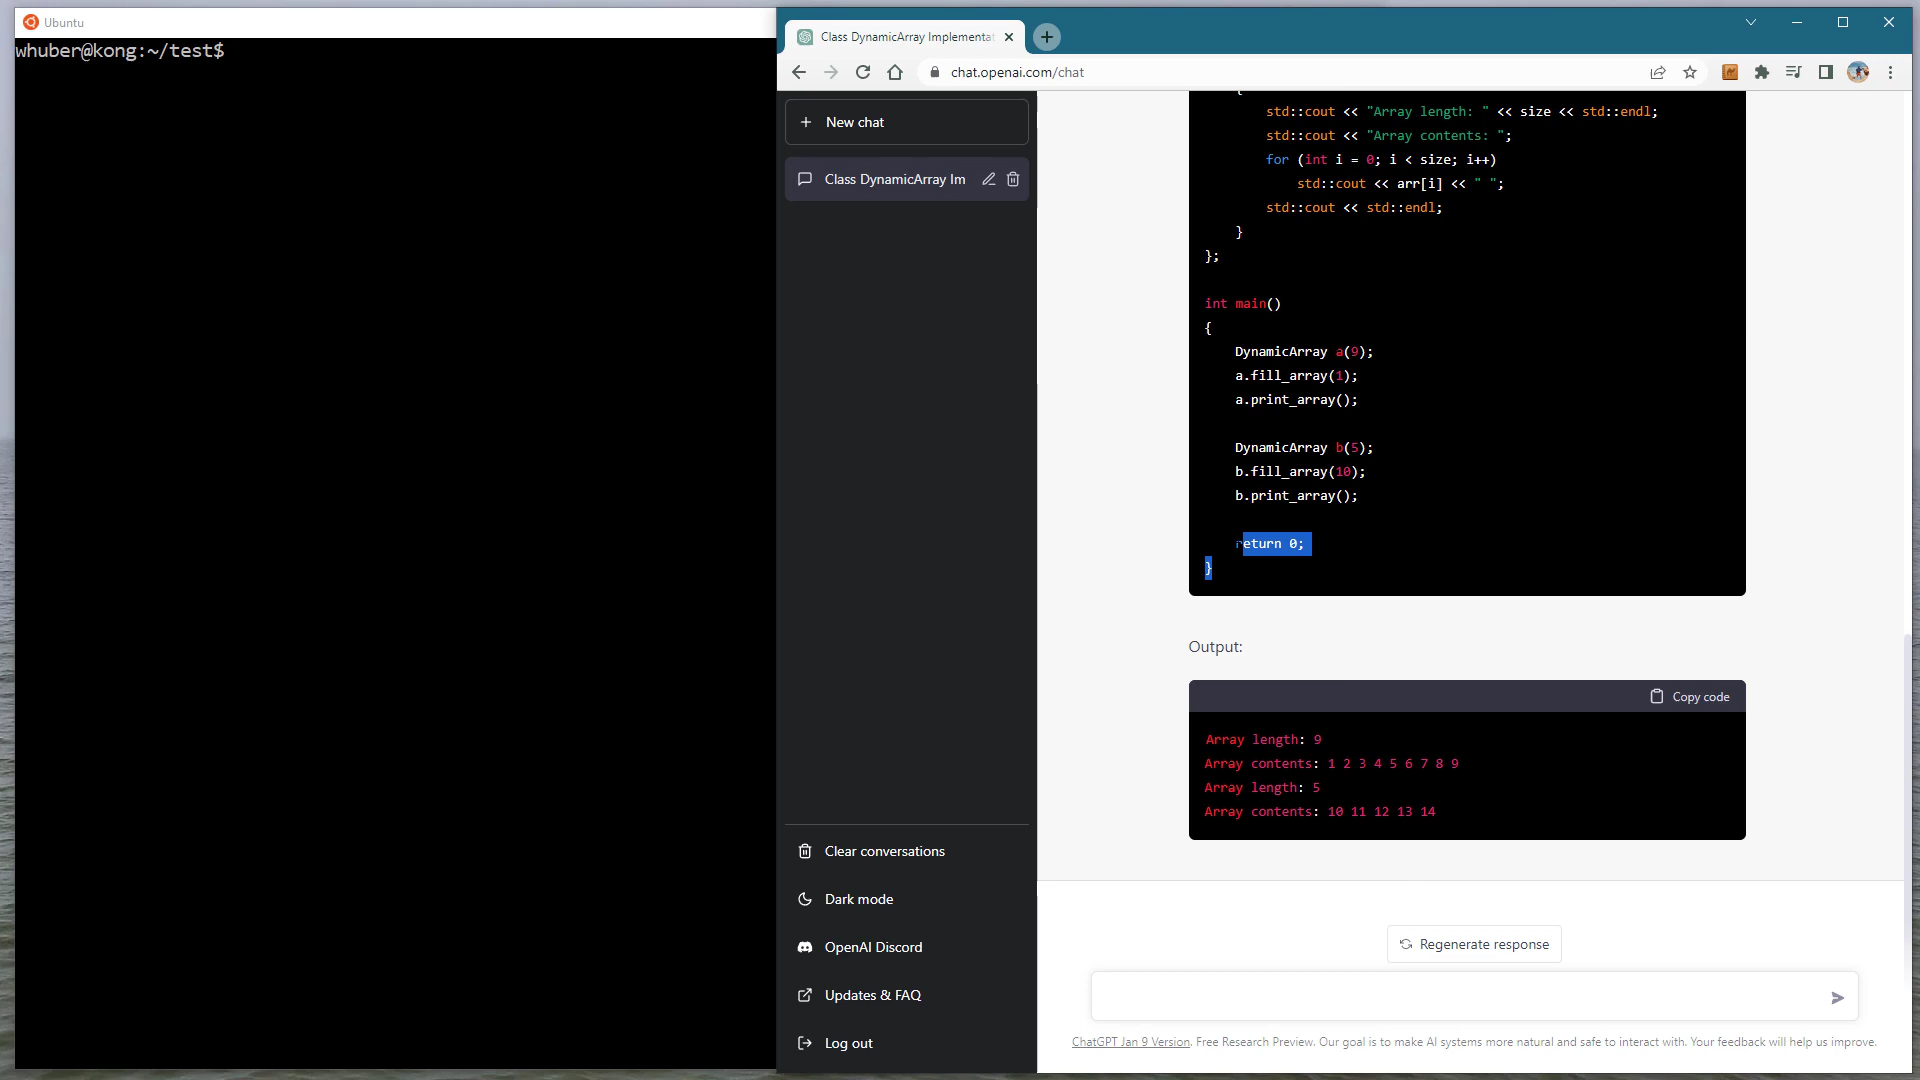 Ubuntu
whuber@kong:~/test$
Class DynamicArray Implementat
chat.openai.com/chat
New chat
Class DynamicArray Im
{
std::cout << "Array length: " << size << std::endl;
std::cout << "Array contents: ";
for (int i = 0; i < size; i++)
std::cout << arr[i] << " ";
std::cout << std::endl;
}
};
int main()
{
DynamicArray a(9);
a.fill_array(1);
a.print_array();
DynamicArray b(5);
b.fill_array(10);
b.print_array();
return 0;
}
Output:
Copy code
Array length: 9
Array contents: 1 2 3 4 5 6 7 8 9
Array length: 5
Array contents: 10 11 12 13 14
Clear conversations
Dark mode
OpenAI Discord
Updates & FAQ
Log out
Regenerate response
ChatGPT Jan 9 Version. Free Research Preview. Our goal is to make AI systems more natural and safe to interact with. Your feedback will help us improve.